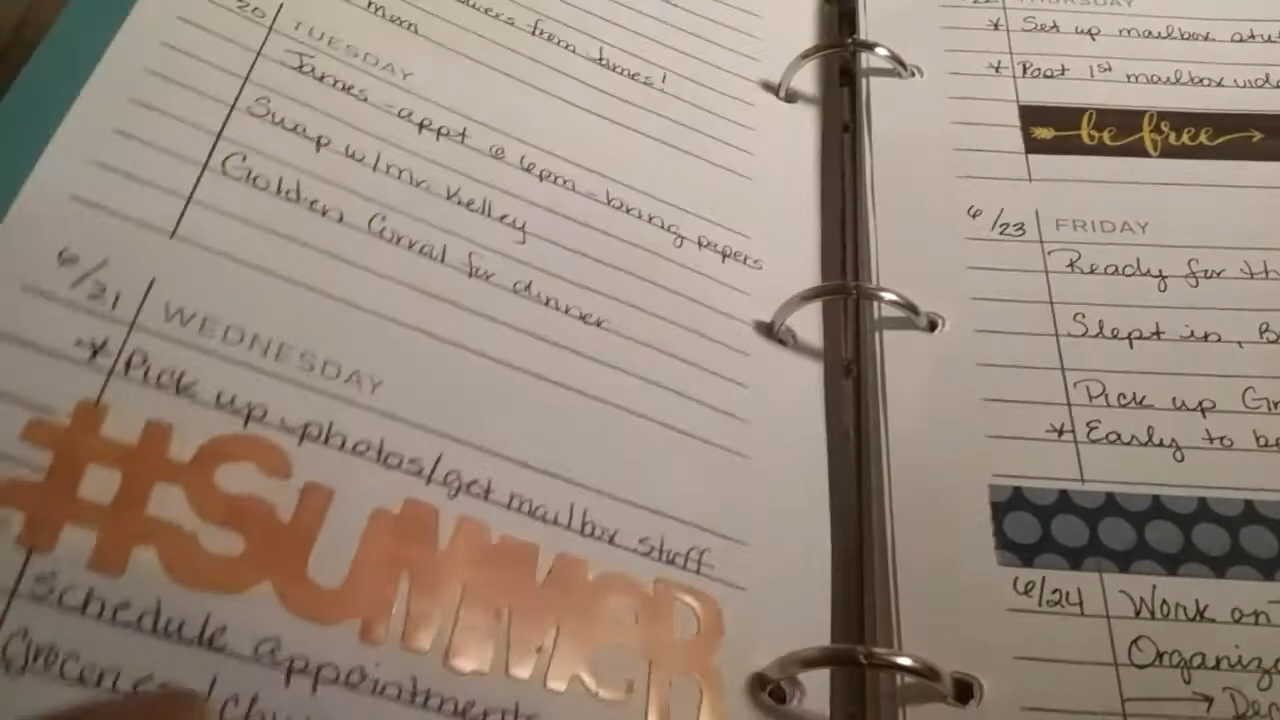 from James!
mom
20
TUESDAY
James - appt @ 6pm - bring papers
Swap w/mr. Kelley
Golden Corral for dinner
6/21
WEDNESDAY
* Pick up photos/get mailbox stuff
#SUMMER
Schedule appointment
THURSDAY
* Set up mailbox
* Post 1st mailbox
be free
6/23 FRIDAY
Ready for
Slept in,
Pick up
* Early to
6/24 Work on